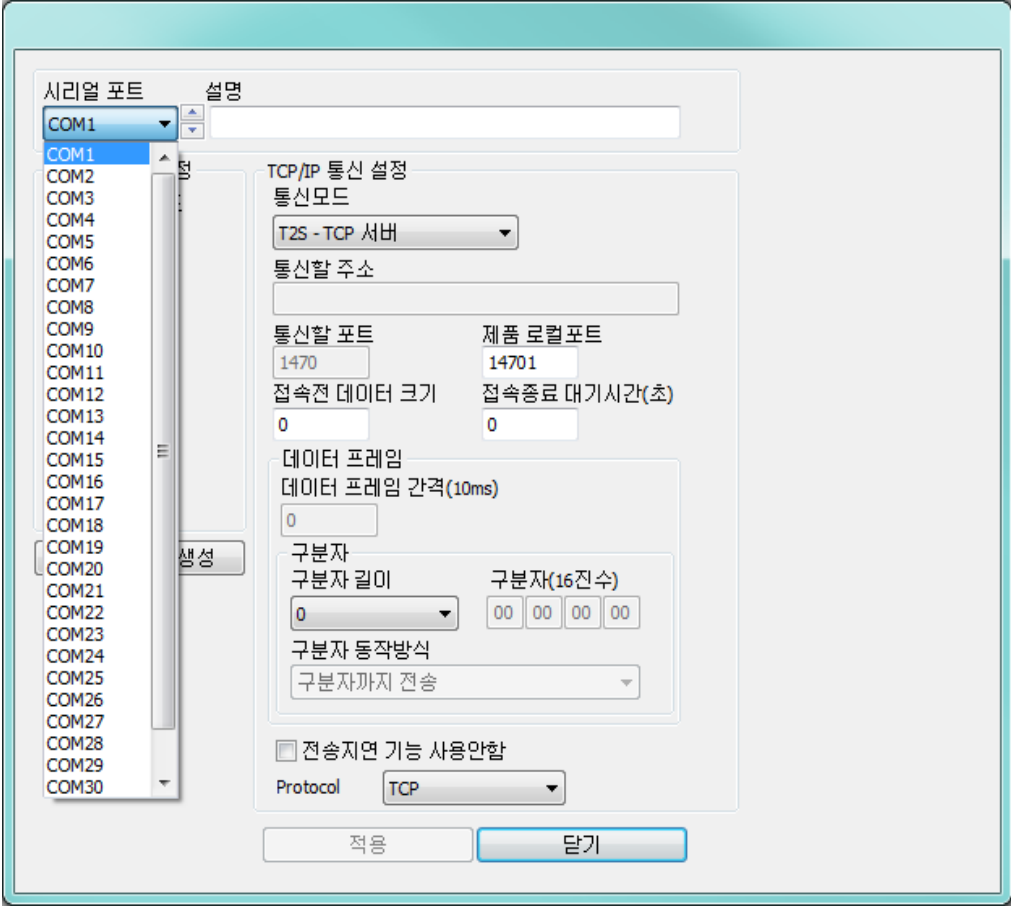 시리얼 포트 설명
COM1
COM1
COM2
COM3
COM4
COM5
COM6
COM7
COM8
COM9
COM10
COM11
COM12
COM13
COM14
COM15
COM16
COM17
COM18
COM19
COM20
COM21
COM22
COM23
COM24
COM25
COM26
COM27
COM28
COM29
COM30
정
생성
TCP/IP 통신 설정
통신모드
T2S - TCP 서버
통신할 주소
통신할 포트 제품 로컬포트
1470 14701
접속전 데이터 크기 접속종료 대기시간(초)
0 0
데이터 프레임
데이터 프레임 간격(10ms)
0
구분자
구분자 길이 구분자(16진수)
0 00 00 00 00
구분자 동작방식
구분자까지 전송
전송지연 기능 사용안함
Protocol TCP
적용 닫기